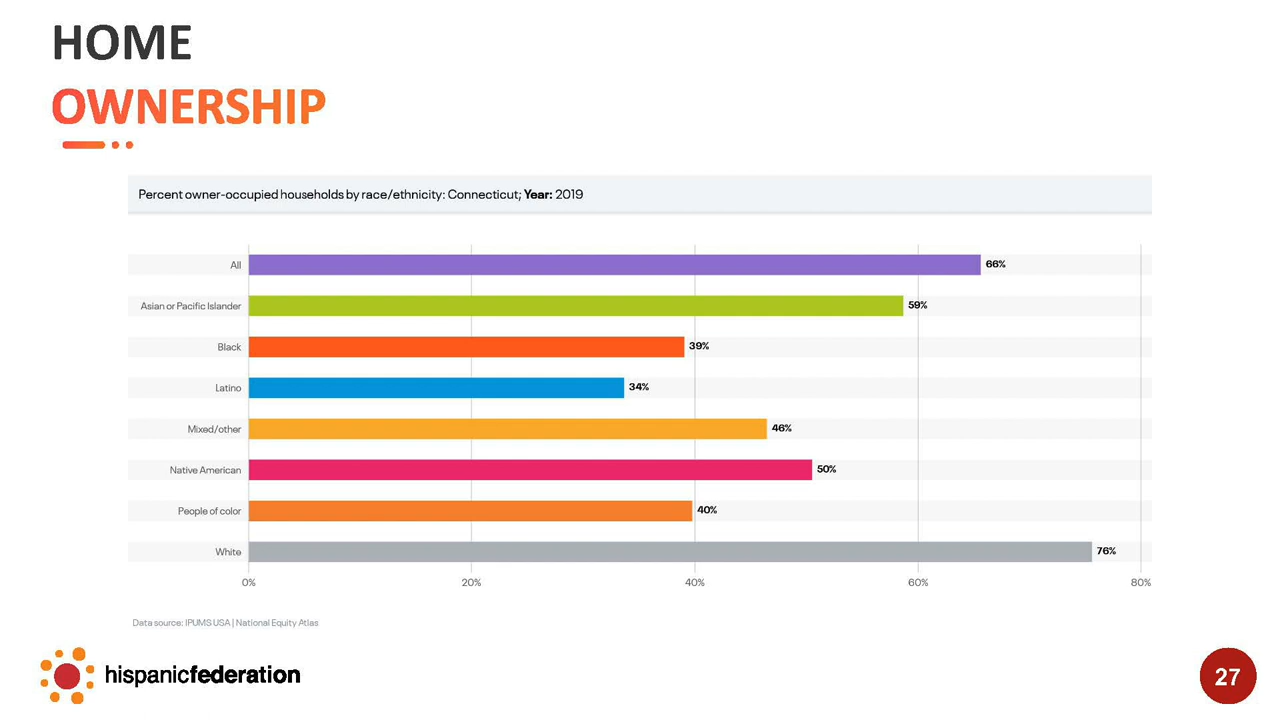 HOME
OWNERSHIP
Percent owner-occupied households by race/ethnicity: Connecticut; Year: 2019
All 66%
Asian or Pacific Islander 59%
Black 39%
Latino 34%
Mixed/other 46%
Native American 50%
People of color 40%
White 76%
0% 20% 40% 60% 80%
Data source: IPUMS USA | National Equity Atlas
hispanicfederation
27